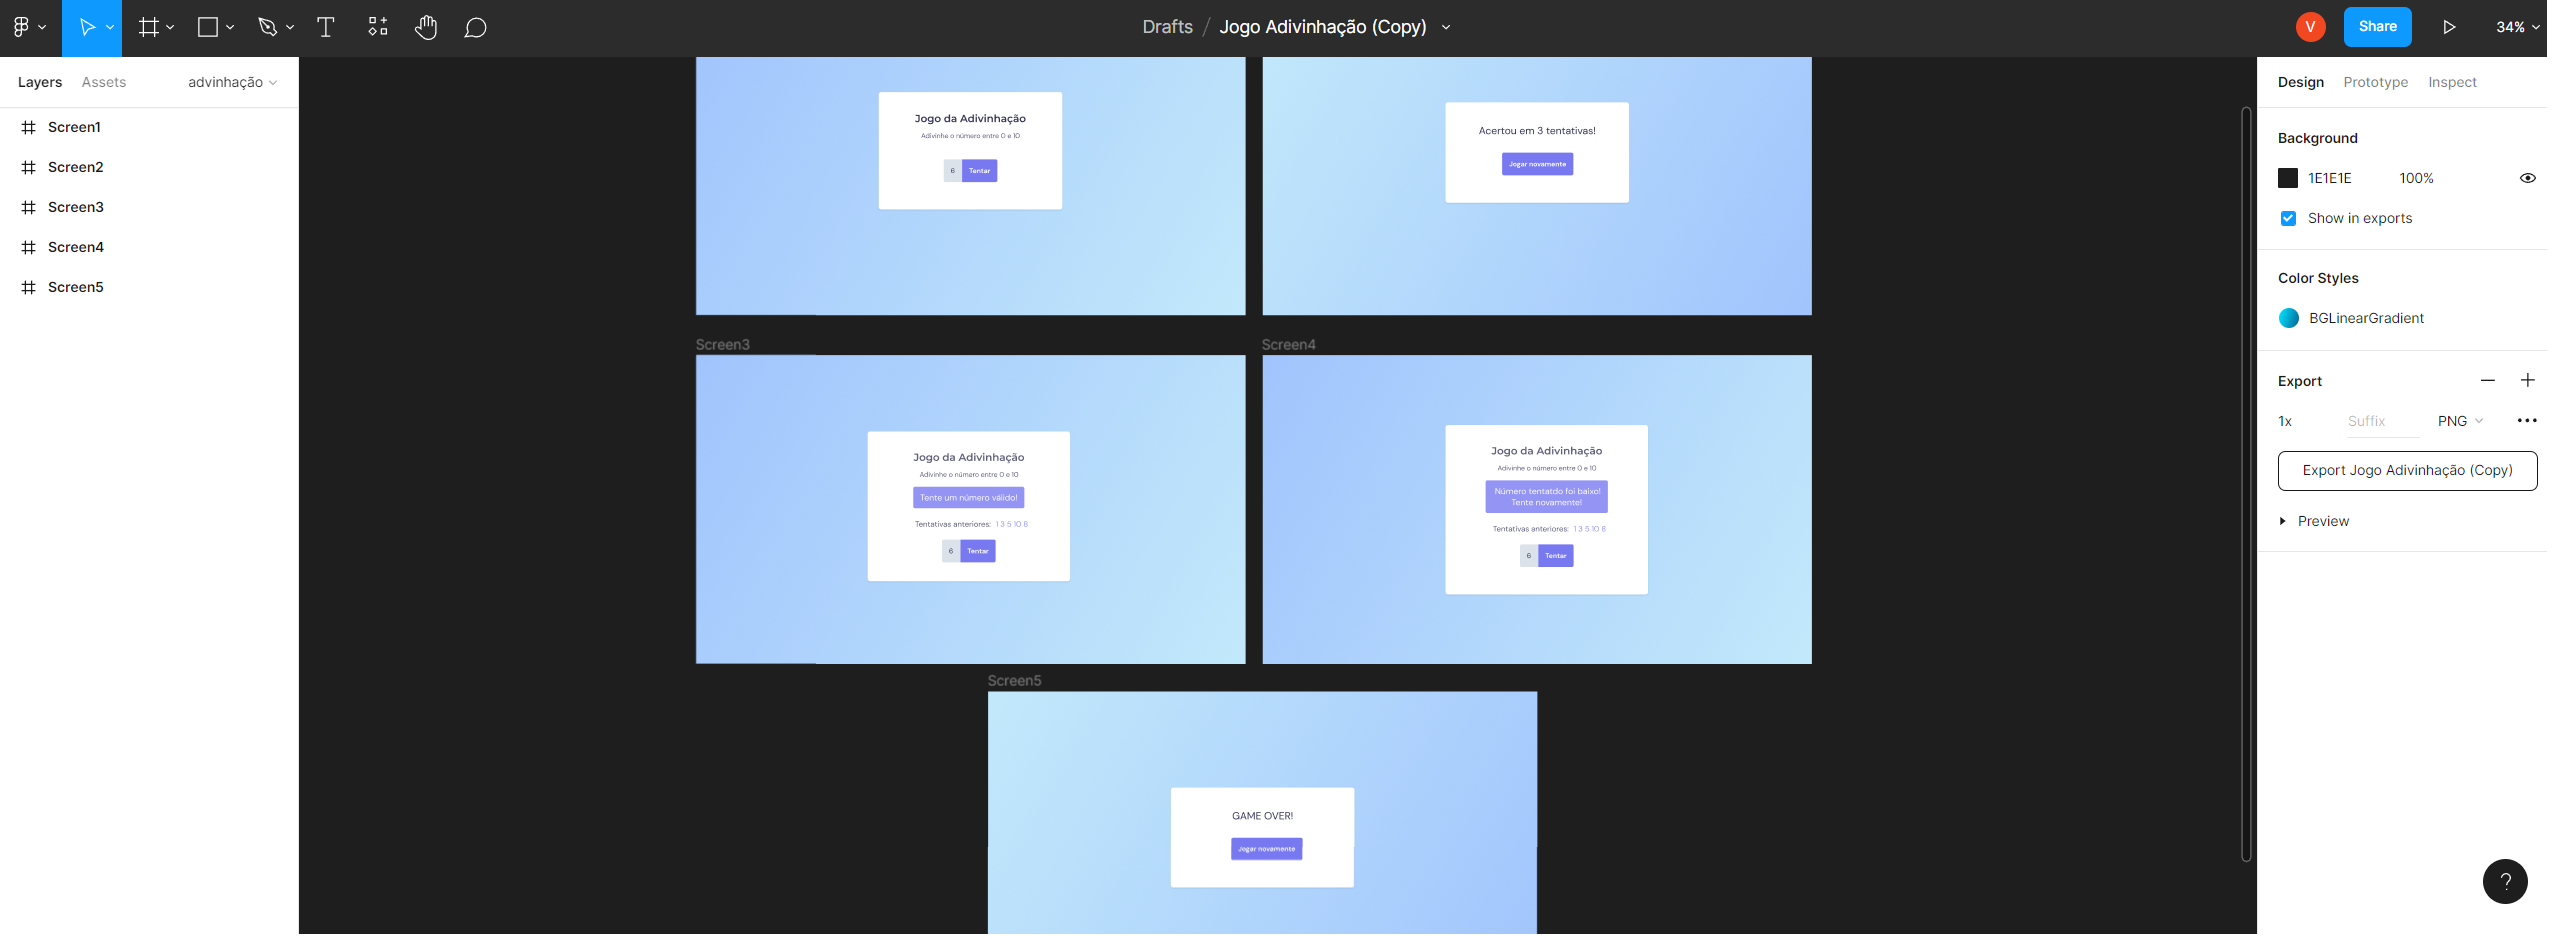 Drafts / Jogo Adivinhação (Copy)
V
Share
34%
Layers
Assets
advinhação
Screen1
Screen2
Screen3
Screen4
Screen5
Jogo da Adivinhação
Adivinhe o número entre 0 e 10
6
Tentar
Acertou em 3 tentativas!
Jogar novamente
Screen3
Jogo da Adivinhação
Adivinhe o número entre 0 e 10
Tente um número válido!
Tentativas anteriores: 1 3 5 10 8
6
Tentar
Screen4
Jogo da Adivinhação
Adivinhe o número entre 0 e 10
Número tentatdo foi baixo!
Tente novamente!
Tentativas anteriores: 1 3 5 10 8
6
Tentar
Screen5
GAME OVER!
Jogar novamente
Design
Prototype
Inspect
Background
1E1E1E
100%
Show in exports
Color Styles
BGLinearGradient
Export
1x
Suffix
PNG
Export Jogo Adivinhação (Copy)
Preview
?